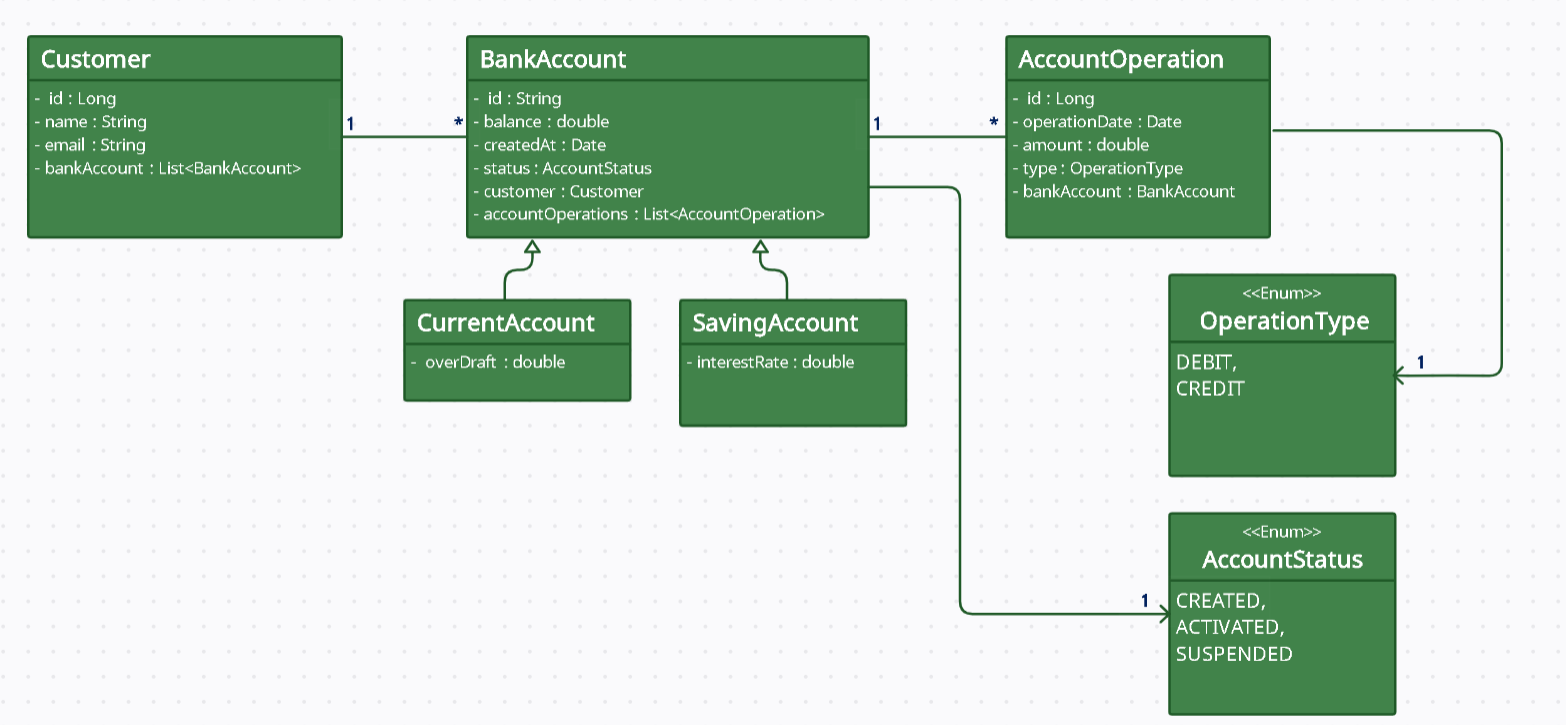 Customer
- id : Long
- name : String
- email : String
- bankAccount : List<BankAccount>
1
*
BankAccount
- id : String
- balance : double
- createdAt : Date
- status : AccountStatus
- customer : Customer
- accountOperations : List<AccountOperation>
1
*
AccountOperation
- id : Long
- operationDate : Date
- amount : double
- type : OperationType
- bankAccount : BankAccount
CurrentAccount
- overDraft : double
SavingAccount
- interestRate : double
<<Enum>>
OperationType
DEBIT,
CREDIT
1
<<Enum>>
AccountStatus
CREATED,
ACTIVATED,
SUSPENDED
1